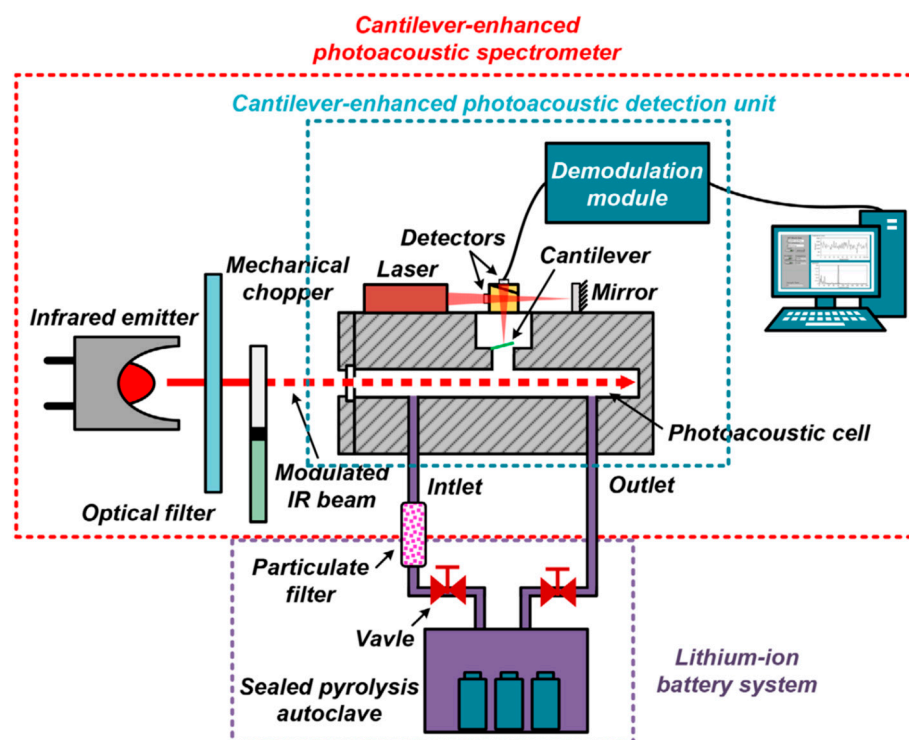 Cantilever-enhanced
photoacoustic spectrometer
Cantilever-enhanced photoacoustic detection unit
Demodulation
module
Detectors
Cantilever
Laser
Mirror
Mechanical
chopper
Infrared emitter
Photoacoustic cell
Modulated
IR beam
Optical filter
Intlet
Outlet
Particulate
filter
Vavle
Sealed pyrolysis
autoclave
Lithium-ion
battery system